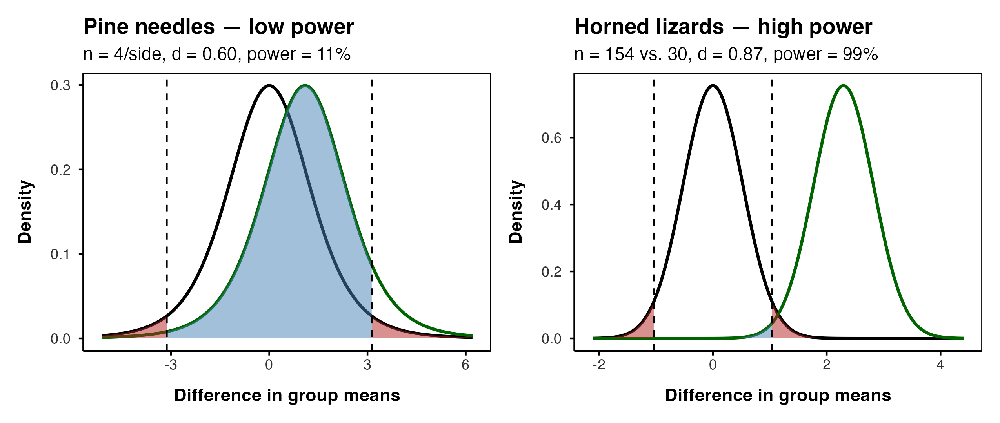 Pine needles — low power
n = 4/side, d = 0.60, power = 11%
0.3
0.2
0.1
0.0
Density
-3
0
3
6
Difference in group means
Horned lizards — high power
n = 154 vs. 30, d = 0.87, power = 99%
0.6
0.4
0.2
0.0
Density
-2
0
2
4
Difference in group means